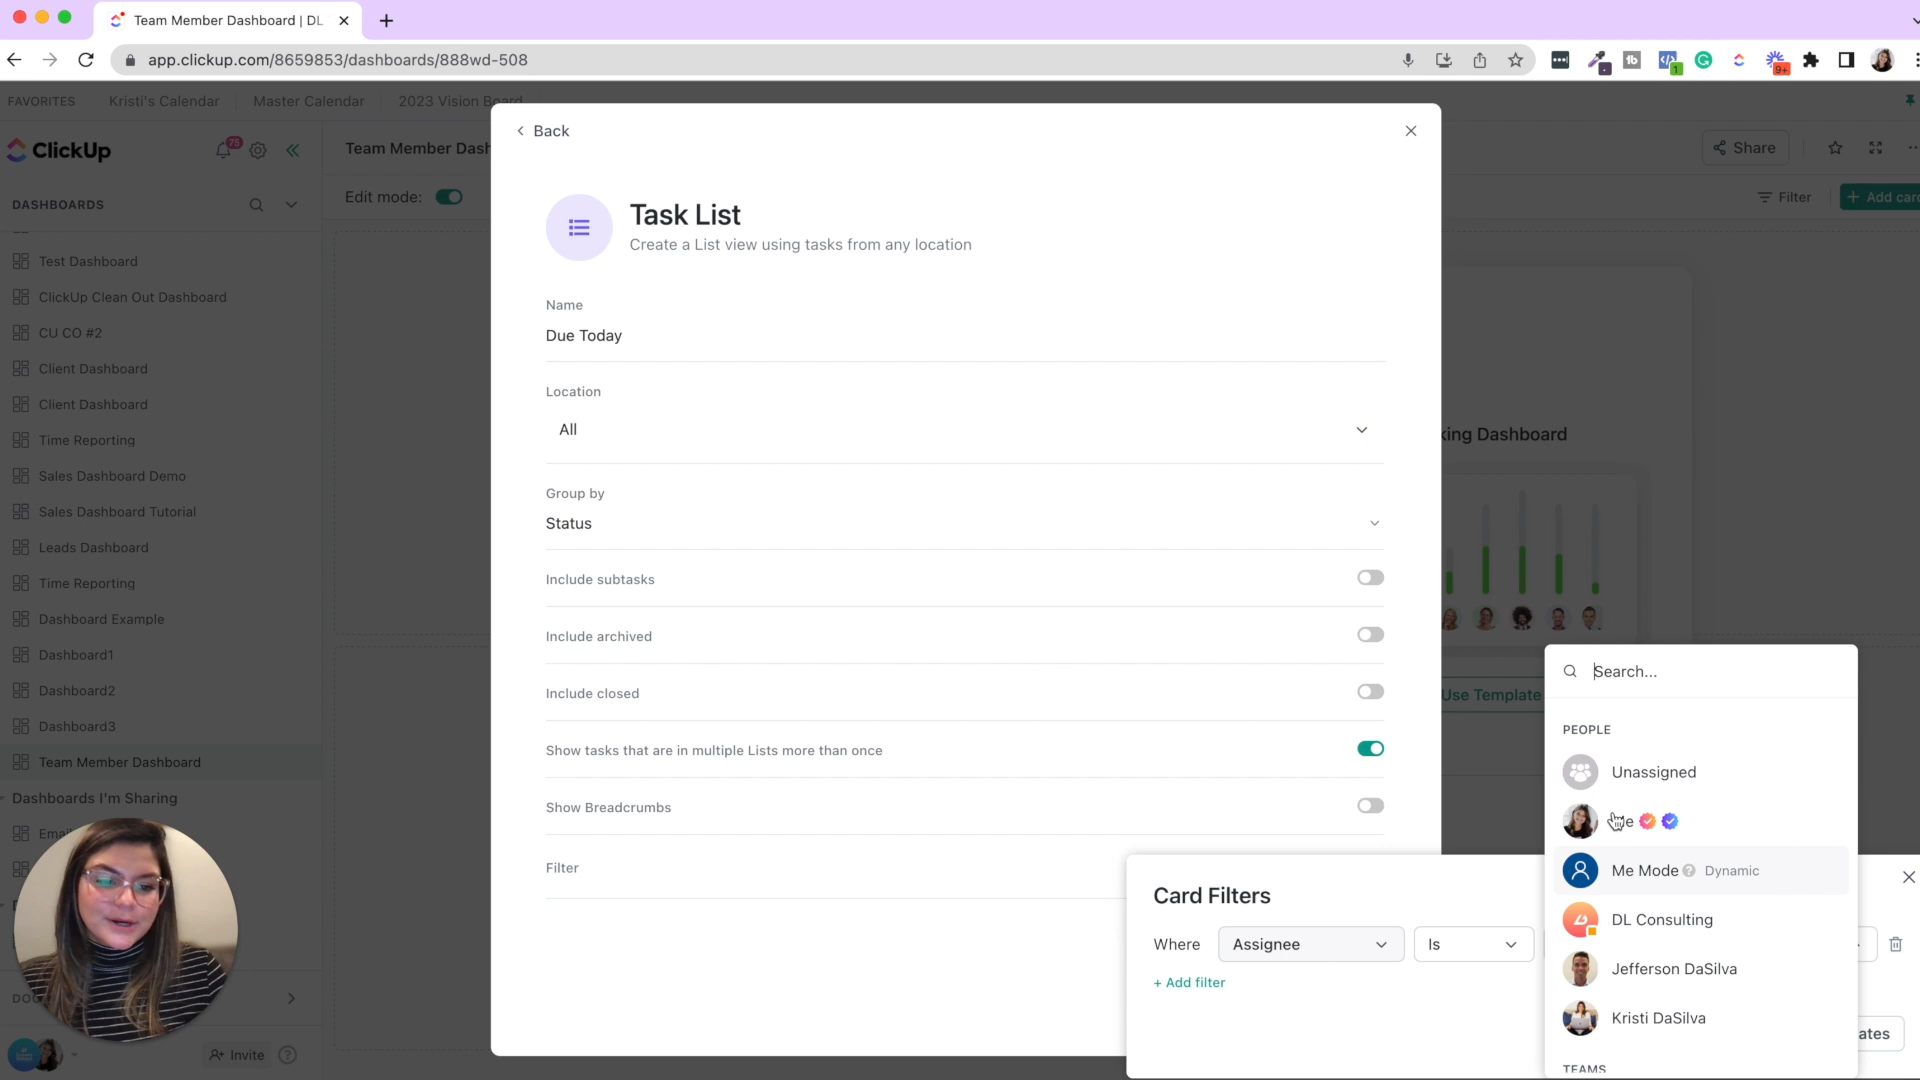 Team Member Dashboard | DL
app.clickup.com/8659853/dashboards/888wd-508
1
9+
FAVORITES
Kristi's Calendar
Master Calendar
2023 Vision Board
ClickUp
75
DASHBOARDS
Test Dashboard
ClickUp Clean Out Dashboard
CU CO #2
Client Dashboard
Client Dashboard
Time Reporting
Sales Dashboard Demo
Sales Dashboard Tutorial
Leads Dashboard
Time Reporting
Dashboard Example
Dashboard1
Dashboard2
Dashboard3
Team Member Dashboard
Dashboards I'm Sharing
Invite
Team Member Dash
Edit mode:
Share
Filter
Add card
Back
Task List
Create a List view using tasks from any location
Name
Due Today
Location
All
Group by
Status
Include subtasks
Include archived
Include closed
Show tasks that are in multiple Lists more than once
Show Breadcrumbs
Filter
king Dashboard
Use Template
Card Filters
Where
Assignee
Is
+ Add filter
Search...
PEOPLE
Unassigned
Me Mode
Dynamic
DL Consulting
Jefferson DaSilva
Kristi DaSilva
TEAMS
ates